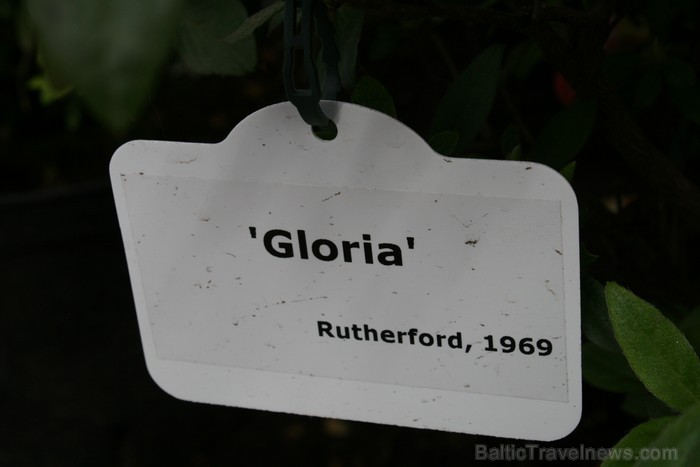 'Gloria'
Rutherford, 1969
BalticTravelnews.com